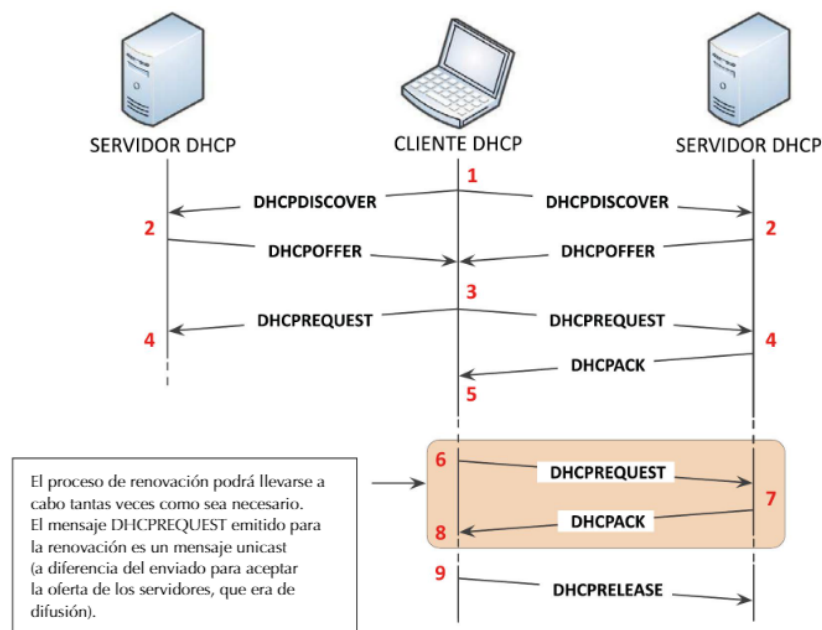 SERVIDOR DHCP
CLIENTE DHCP
SERVIDOR DHCP
1
DHCPDISCOVER
DHCPDISCOVER
2
2
DHCPOFFER
DHCPOFFER
3
DHCPREQUEST
DHCPREQUEST
4
4
DHCPACK
5
El proceso de renovación podrá llevarse a
cabo tantas veces como sea necesario.
El mensaje DHCPREQUEST emitido para
la renovación es un mensaje unicast
(a diferencia del enviado para aceptar
la oferta de los servidores, que era de
difusión).
6
DHCPREQUEST
7
DHCPACK
8
9
DHCPRELEASE